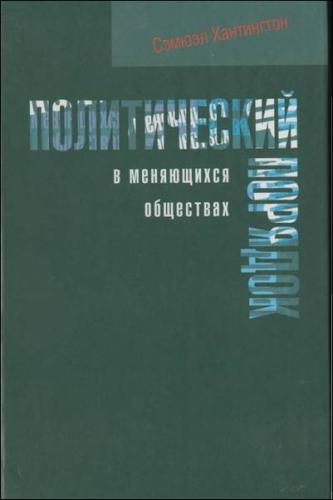 Сэмюэл Хантингтон
ПОЛИТИЧЕСКИЙ
ПОРЯДОК
в меняющихся
обществах